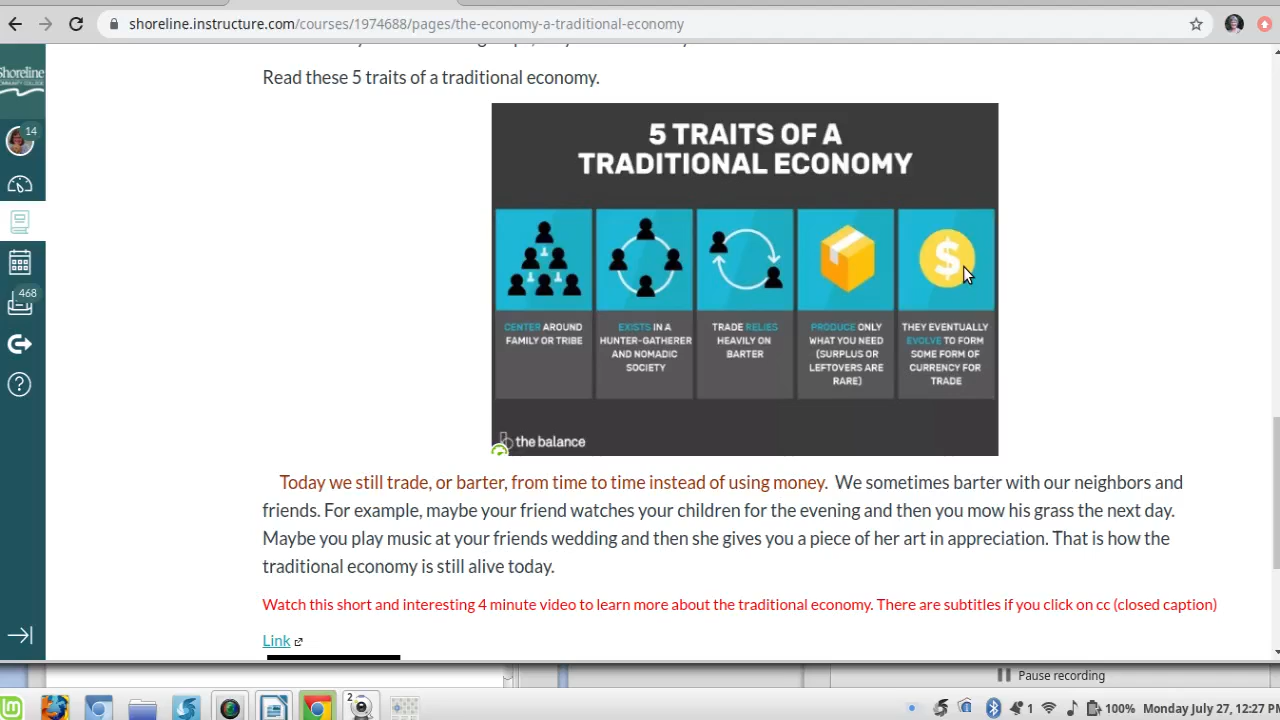 shoreline.instructure.com/courses/1974688/pages/the-economy-a-traditional-economy
Shoreline
COMMUNITY COLLEGE
14
468
Read these 5 traits of a traditional economy.
5 TRAITS OF A
TRADITIONAL ECONOMY
CENTER AROUND
FAMILY OR TRIBE
EXISTS IN A
HUNTER-GATHERER
AND NOMADIC
SOCIETY
TRADE RELIES
HEAVILY ON
BARTER
PRODUCE ONLY
WHAT YOU NEED
(SURPLUS OR
LEFTOVERS ARE
RARE)
THEY EVENTUALLY
EVOLVE TO FORM
SOME FORM OF
CURRENCY FOR
TRADE
the balance
Today we still trade, or barter, from time to time instead of using money. We sometimes barter with our neighbors and
friends. For example, maybe your friend watches your children for the evening and then you mow his grass the next day.
Maybe you play music at your friends wedding and then she gives you a piece of her art in appreciation. That is how the
traditional economy is still alive today.
Watch this short and interesting 4 minute video to learn more about the traditional economy. There are subtitles if you click on cc (closed caption)
Link
Pause recording
2
1
100%
Monday July 27, 12:27 PM